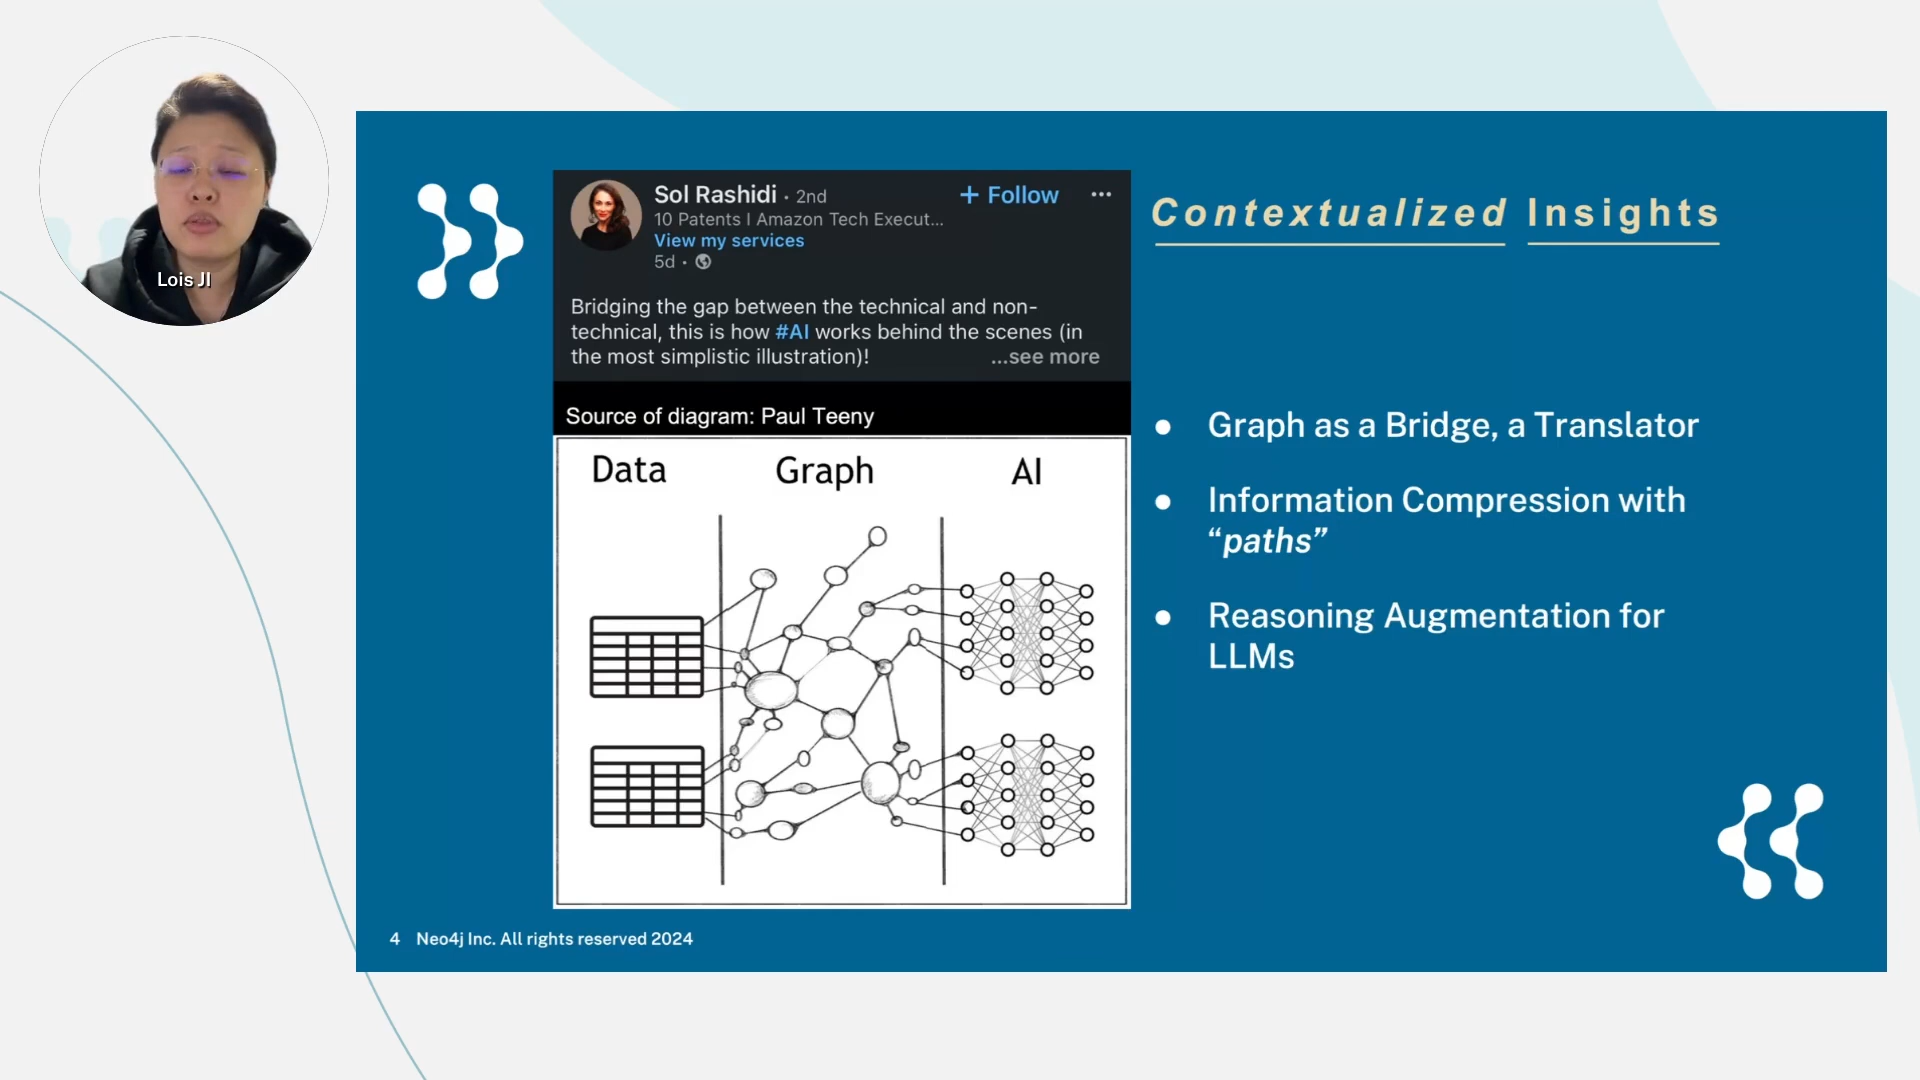 Lois JI
Sol Rashidi · 2nd
+ Follow
···
10 Patents I Amazon Tech Execut...
View my services
5d ·
Bridging the gap between the technical and non-
technical, this is how #AI works behind the scenes (in
the most simplistic illustration)!
...see more
Source of diagram: Paul Teeny
Data
Graph
AI
Contextualized Insights
● Graph as a Bridge, a Translator
● Information Compression with
“paths”
● Reasoning Augmentation for
LLMs
4 Neo4j Inc. All rights reserved 2024